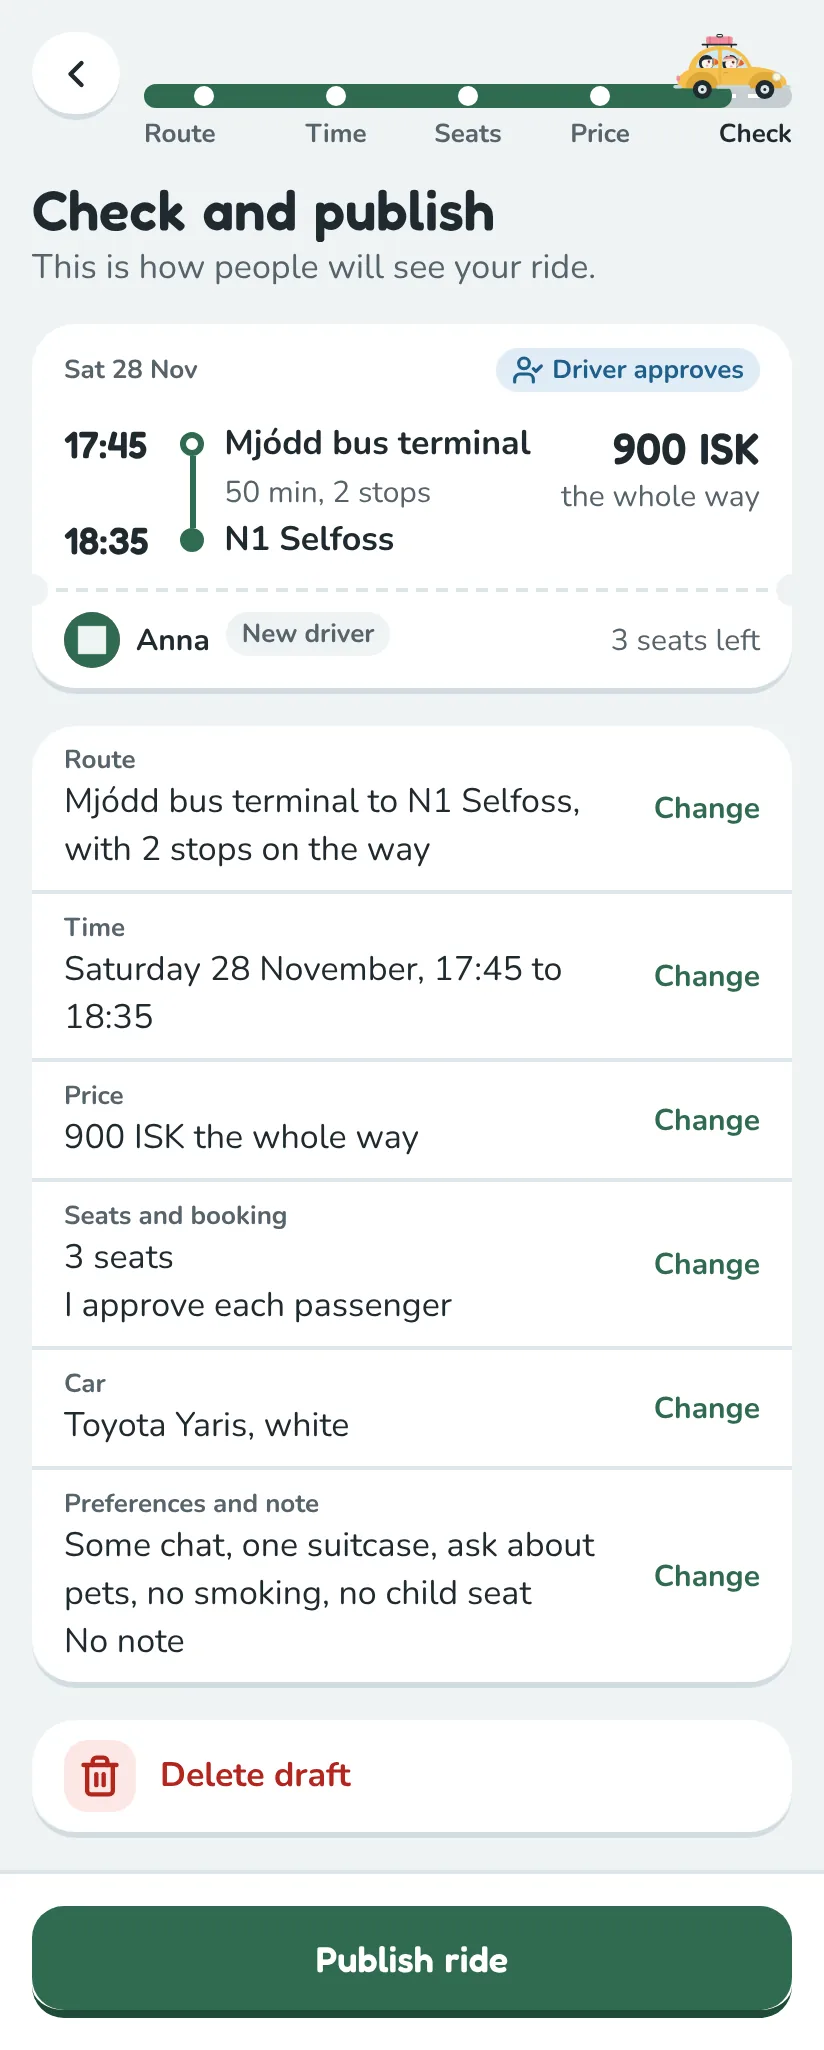 Route
Time
Seats
Price
Check
Check and publish
This is how people will see your ride.
Sat 28 Nov
Driver approves
17:45
Mjódd bus terminal
900 ISK
50 min, 2 stops
the whole way
18:35
N1 Selfoss
Anna
New driver
3 seats left
Route
Mjódd bus terminal to N1 Selfoss,
with 2 stops on the way
Change
Time
Saturday 28 November, 17:45 to
18:35
Change
Price
900 ISK the whole way
Change
Seats and booking
3 seats
I approve each passenger
Change
Car
Toyota Yaris, white
Change
Preferences and note
Some chat, one suitcase, ask about
pets, no smoking, no child seat
No note
Change
Delete draft
Publish ride